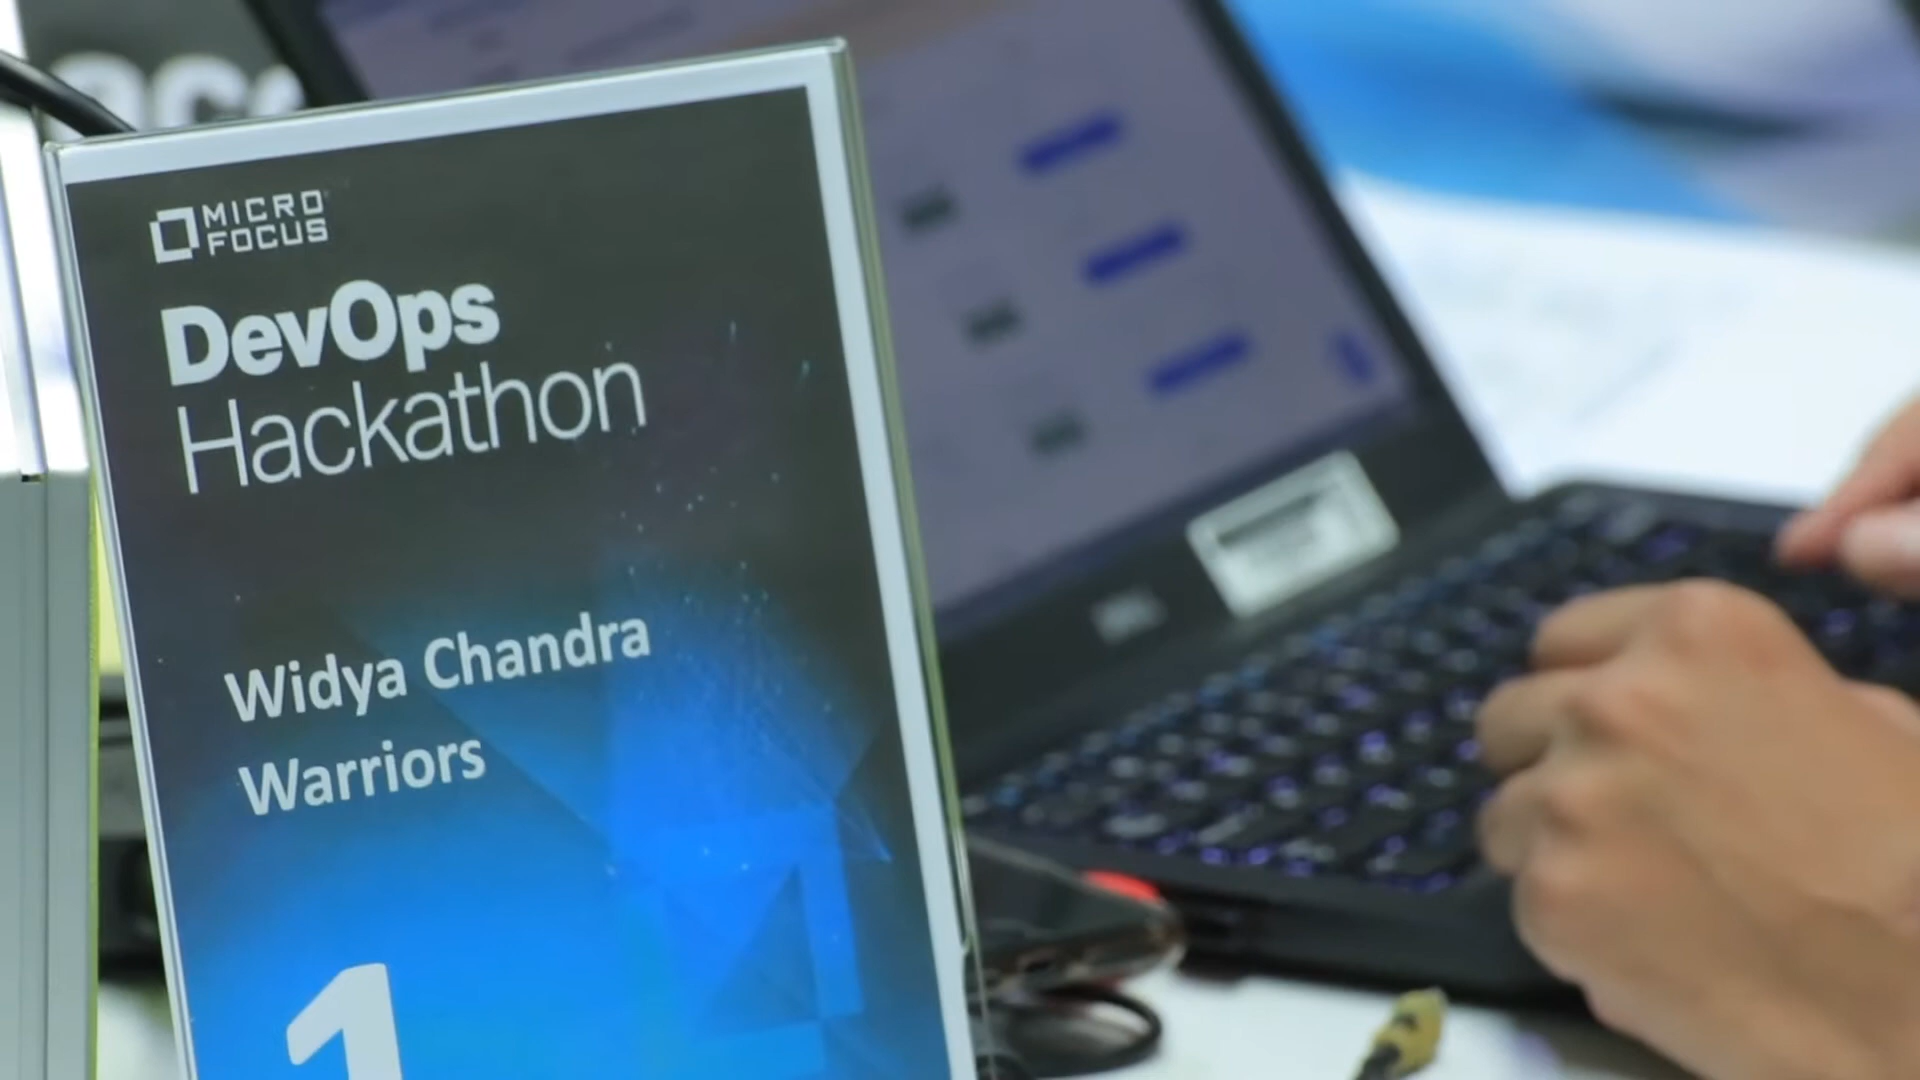 MICRO
FOCUS
DevOps
Hackathon
Widya Chandra
Warriors
1